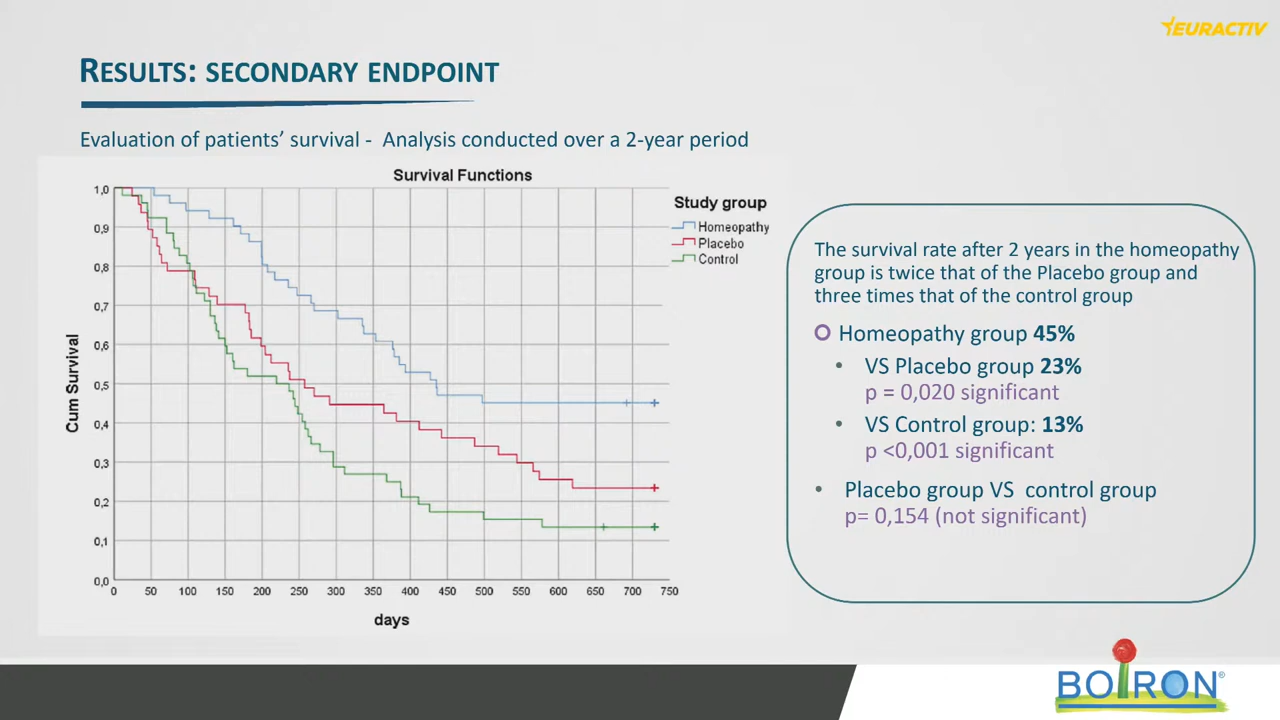 EURACTIV
RESULTS: SECONDARY ENDPOINT
Evaluation of patients' survival - Analysis conducted over a 2-year period
Survival Functions
Study group
Homeopathy
Placebo
Control
Cum Survival
1,0
0,9
0,8
0,7
0,6
0,5
0,4
0,3
0,2
0,1
0,0
0 50 100 150 200 250 300 350 400 450 500 550 600 650 700 750
days
The survival rate after 2 years in the homeopathy
group is twice that of the Placebo group and
three times that of the control group
Homeopathy group 45%
• VS Placebo group 23%
p = 0,020 significant
• VS Control group: 13%
p <0,001 significant
• Placebo group VS control group
p= 0,154 (not significant)
BOIRON®